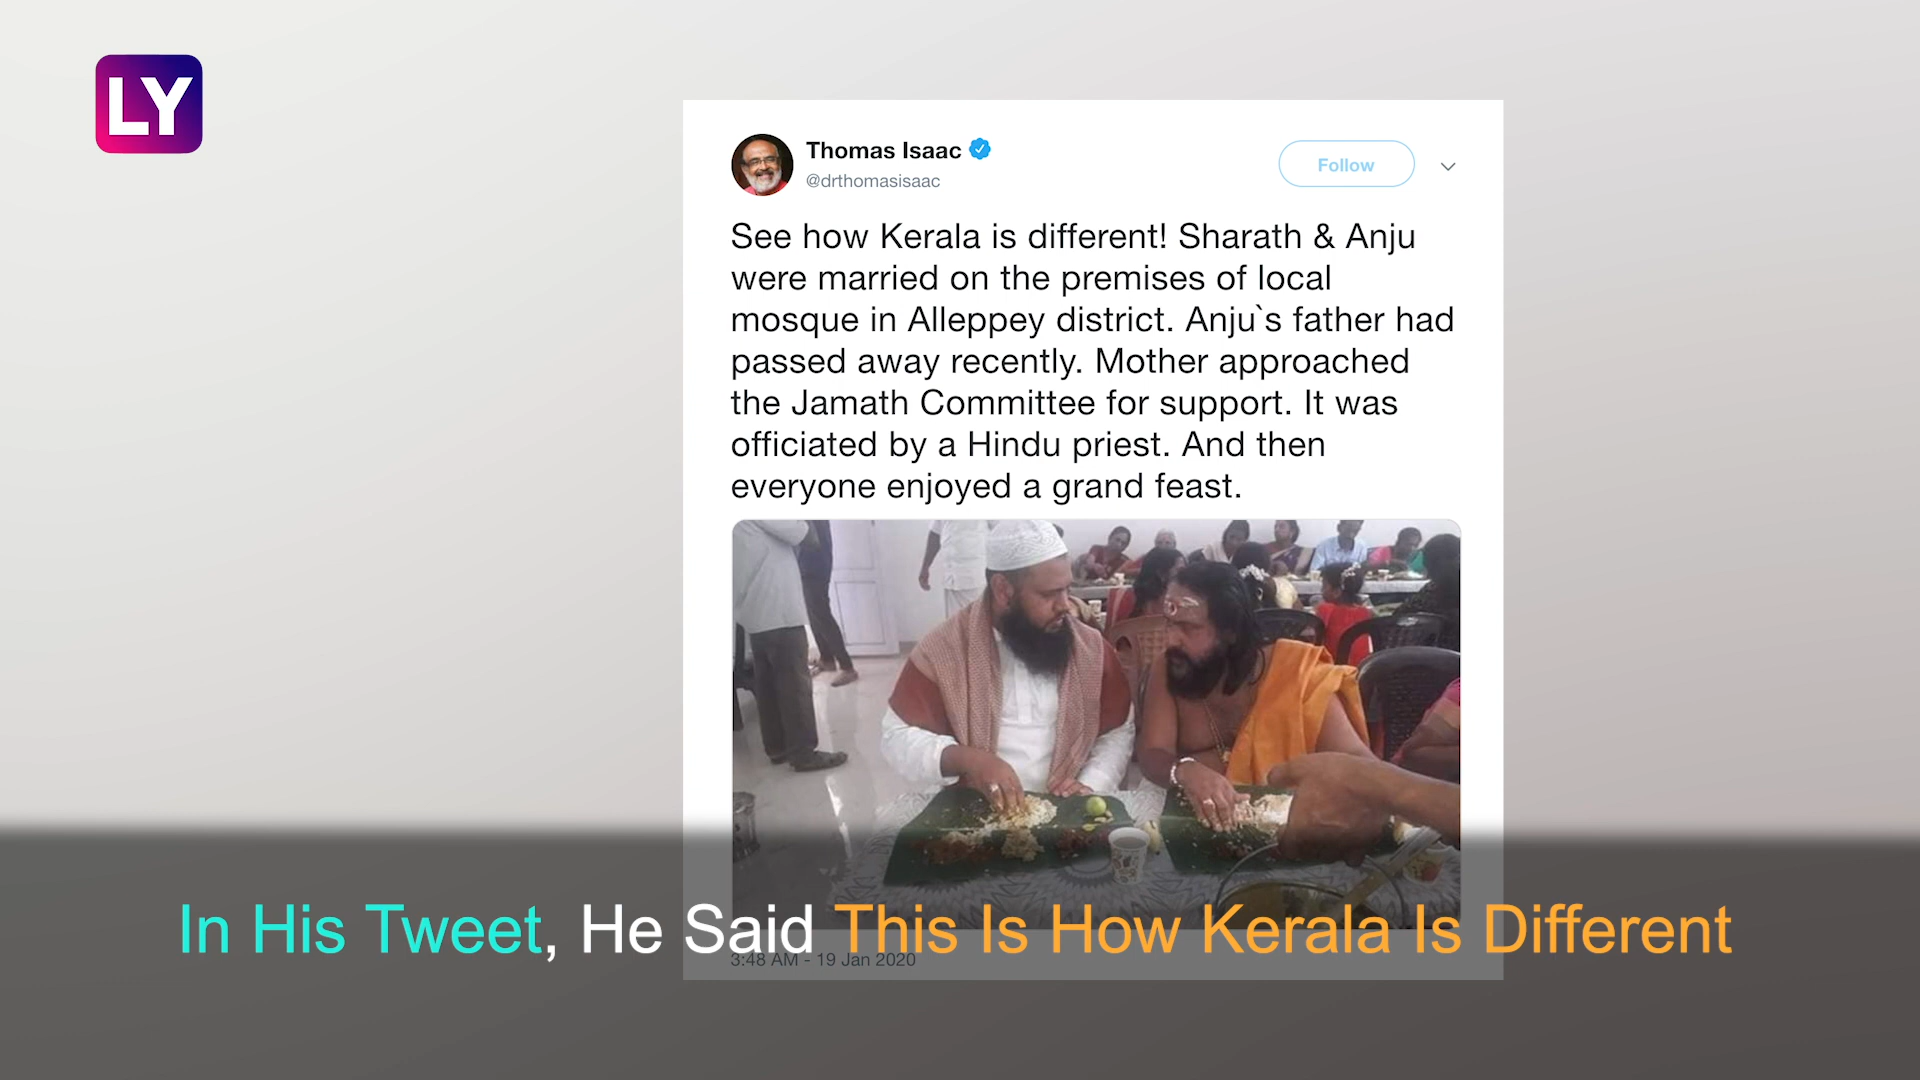 LY
Thomas Isaac
@drthomasisaac
Follow
See how Kerala is different! Sharath & Anju
were married on the premises of local
mosque in Alleppey district. Anju`s father had
passed away recently. Mother approached
the Jamath Committee for support. It was
officiated by a Hindu priest. And then
everyone enjoyed a grand feast.
In His Tweet, He Said This Is How Kerala Is Different
3:48 AM - 19 Jan 2020